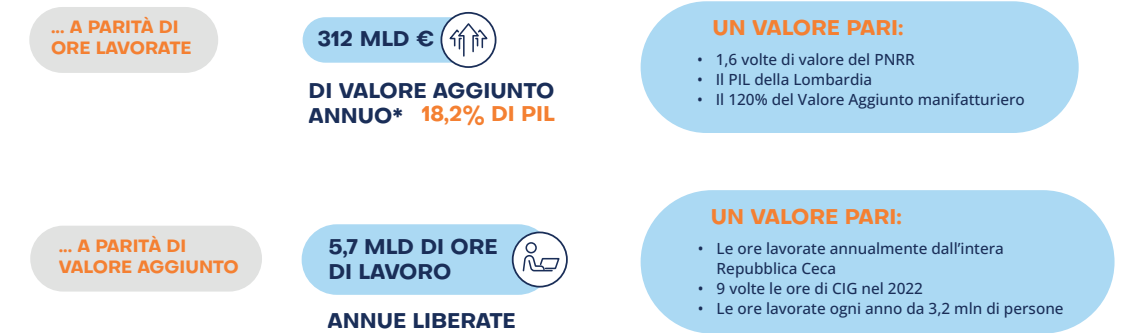 ... A PARITÀ DI
ORE LAVORATE
312 MLD €
DI VALORE AGGIUNTO
ANNUO* 18,2% DI PIL
UN VALORE PARI:
• 1,6 volte di valore del PNRR
• Il PIL della Lombardia
• Il 120% del Valore Aggiunto manifatturiero
... A PARITÀ DI
VALORE AGGIUNTO
5,7 MLD DI ORE
DI LAVORO
ANNUE LIBERATE
UN VALORE PARI:
• Le ore lavorate annualmente dall'intera
Repubblica Ceca
• 9 volte le ore di CIG nel 2022
• Le ore lavorate ogni anno da 3,2 mln di persone